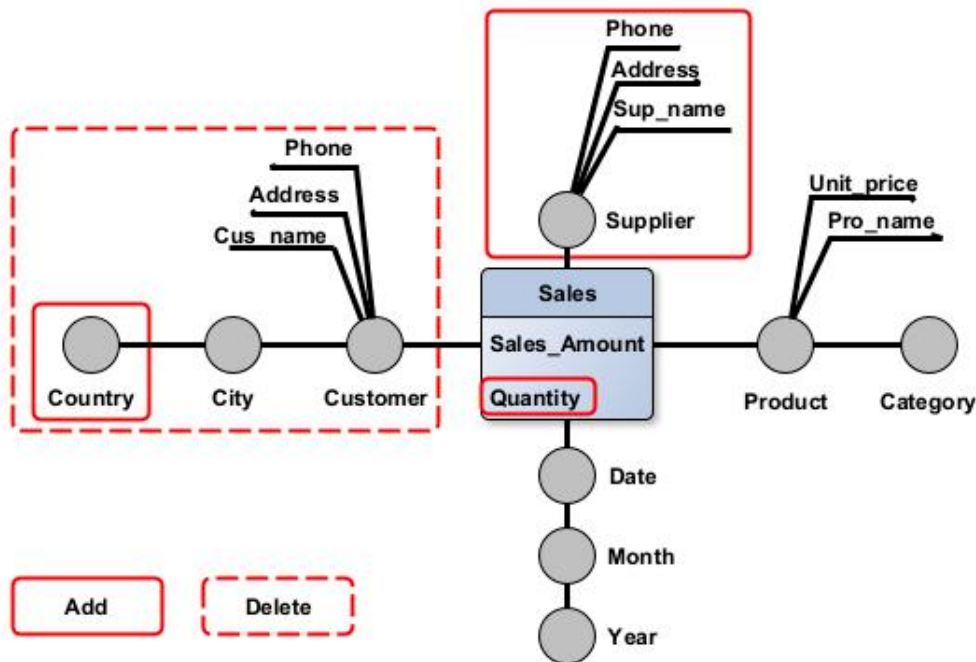 Phone
Address
Sup_name
Supplier
Phone
Address
Cus_name
Unit_price
Pro_name
Sales
Sales_Amount
Quantity
Country
City
Customer
Product
Category
Date
Month
Year
Add
Delete